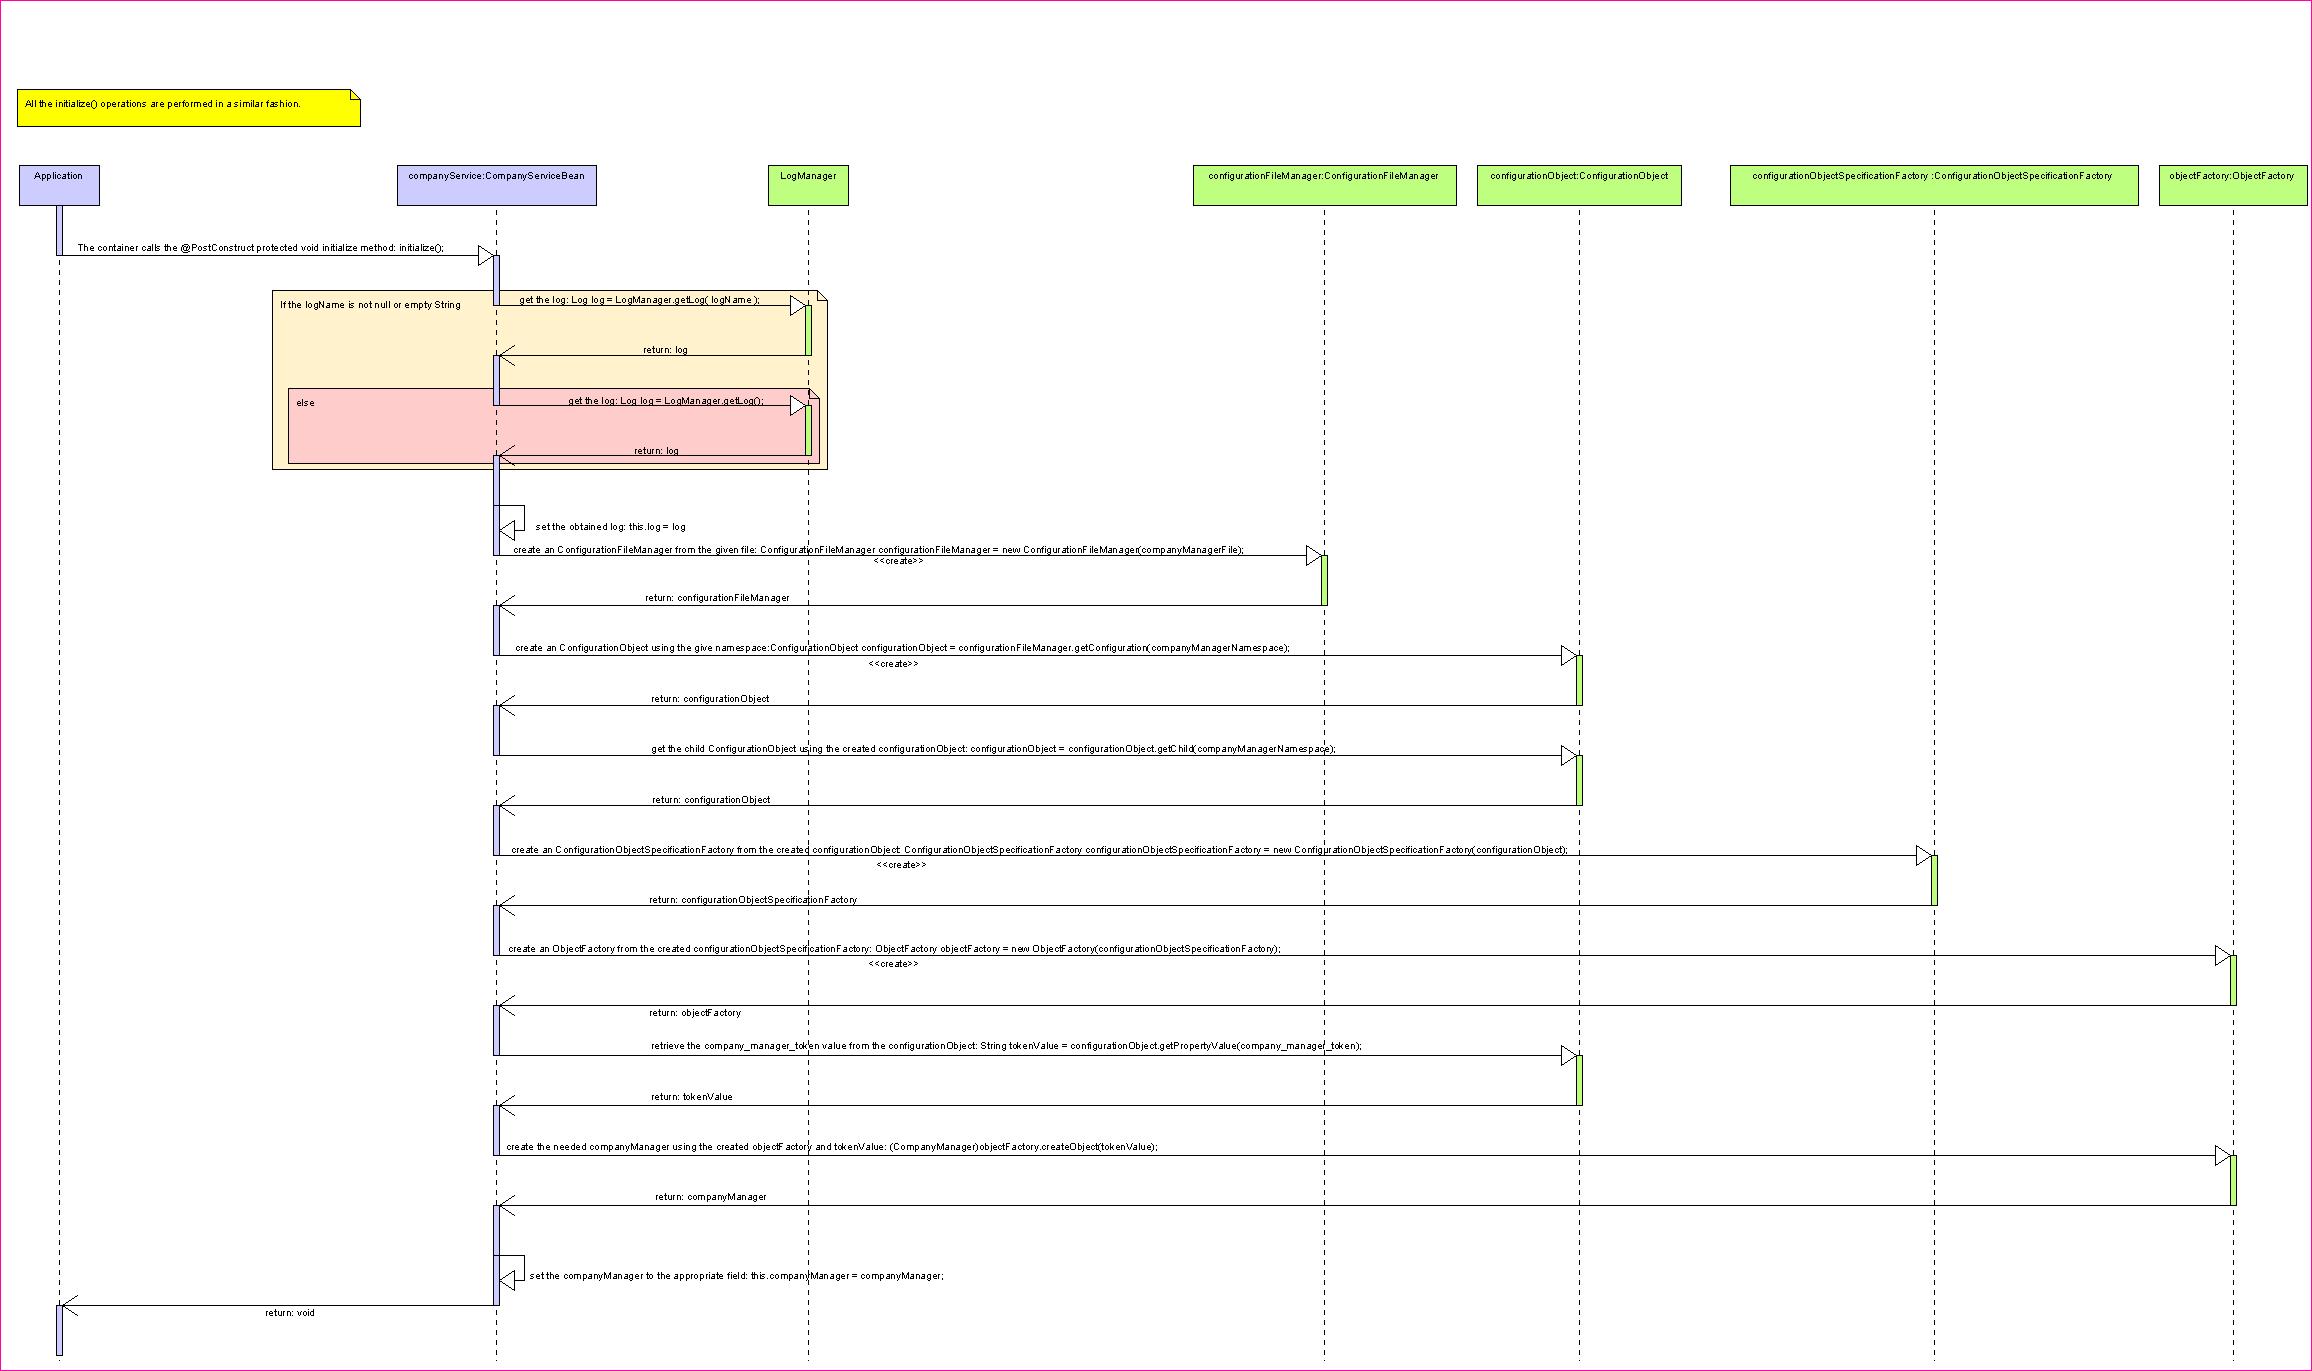 All the initialize() operations are performed in a similar fashion.
Application
companyService:CompanyServiceBean
LogManager
configurationFileManager:ConfigurationFileManager
configurationObject:ConfigurationObject
configurationObjectSpecificationFactory :ConfigurationObjectSpecificationFactory
objectFactory:ObjectFactory
The container calls the @PostConstruct protected void initialize method: initialize();
If the logName is not null or empty String
get the log: Log log = LogManager.getLog( logName );
return: log
else
get the log: Log log = LogManager.getLog();
return: log
set the obtained log: this.log = log
create an ConfigurationFileManager from the given file: ConfigurationFileManager configurationFileManager = new ConfigurationFileManager(companyManagerFile);
<<create>>
return: configurationFileManager
create an ConfigurationObject using the give namespace:ConfigurationObject configurationObject = configurationFileManager.getConfiguration(companyManagerNamespace);
<<create>>
return: configurationObject
get the child ConfigurationObject using the created configurationObject: configurationObject = configurationObject.getChild(companyManagerNamespace);
return: configurationObject
create an ConfigurationObjectSpecificationFactory from the created configurationObject: ConfigurationObjectSpecificationFactory configurationObjectSpecificationFactory = new ConfigurationObjectSpecificationFactory(configurationObject);
<<create>>
return: configurationObjectSpecificationFactory
create an ObjectFactory from the created configurationObjectSpecificationFactory: ObjectFactory objectFactory = new ObjectFactory(configurationObjectSpecificationFactory);
<<create>>
return: objectFactory
retrieve the company_manager_token value from the configurationObject: String tokenValue = configurationObject.getPropertyValue(company_manager_token);
return: tokenValue
create the needed companyManager using the created objectFactory and tokenValue: (CompanyManager)objectFactory.createObject(tokenValue);
return: companyManager
set the companyManager to the appropriate field: this.companyManager = companyManager;
return: void